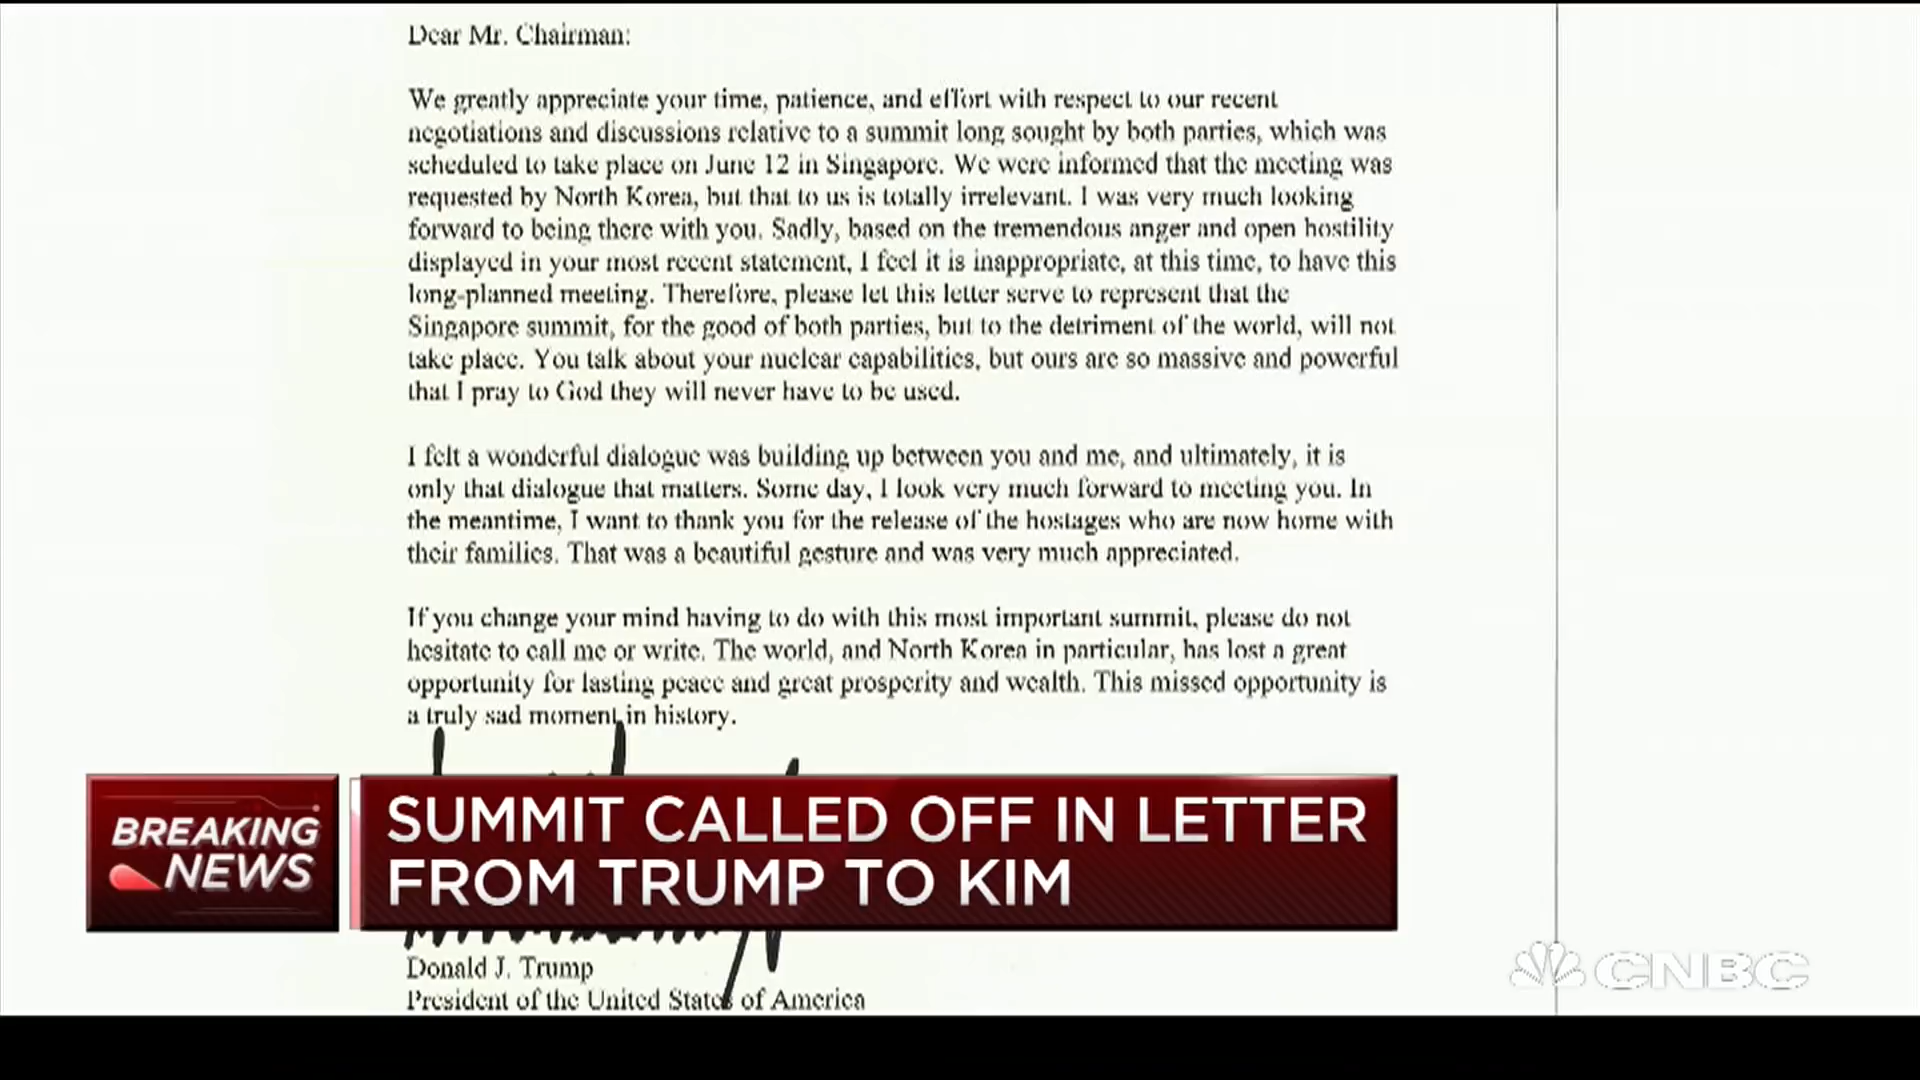 Dear Mr. Chairman:
We greatly appreciate your time, patience, and effort with respect to our recent
negotiations and discussions relative to a summit long sought by both parties, which was
scheduled to take place on June 12 in Singapore. We were informed that the meeting was
requested by North Korea, but that to us is totally irrelevant. I was very much looking
forward to being there with you. Sadly, based on the tremendous anger and open hostility
displayed in your most recent statement, I feel it is inappropriate, at this time, to have this
long-planned meeting. Therefore, please let this letter serve to represent that the
Singapore summit, for the good of both parties, but to the detriment of the world, will not
take place. You talk about your nuclear capabilities, but ours are so massive and powerful
that I pray to God they will never have to be used.
I felt a wonderful dialogue was building up between you and me, and ultimately, it is
only that dialogue that matters. Some day, I look very much forward to meeting you. In
the meantime, I want to thank you for the release of the hostages who are now home with
their families. That was a beautiful gesture and was very much appreciated.
If you change your mind having to do with this most important summit, please do not
hesitate to call me or write. The world, and North Korea in particular, has lost a great
opportunity for lasting peace and great prosperity and wealth. This missed opportunity is
a truly sad moment in history.
BREAKING
NEWS
SUMMIT CALLED OFF IN LETTER
FROM TRUMP TO KIM
Donald J. Trump
President of the United States of America
CNBC